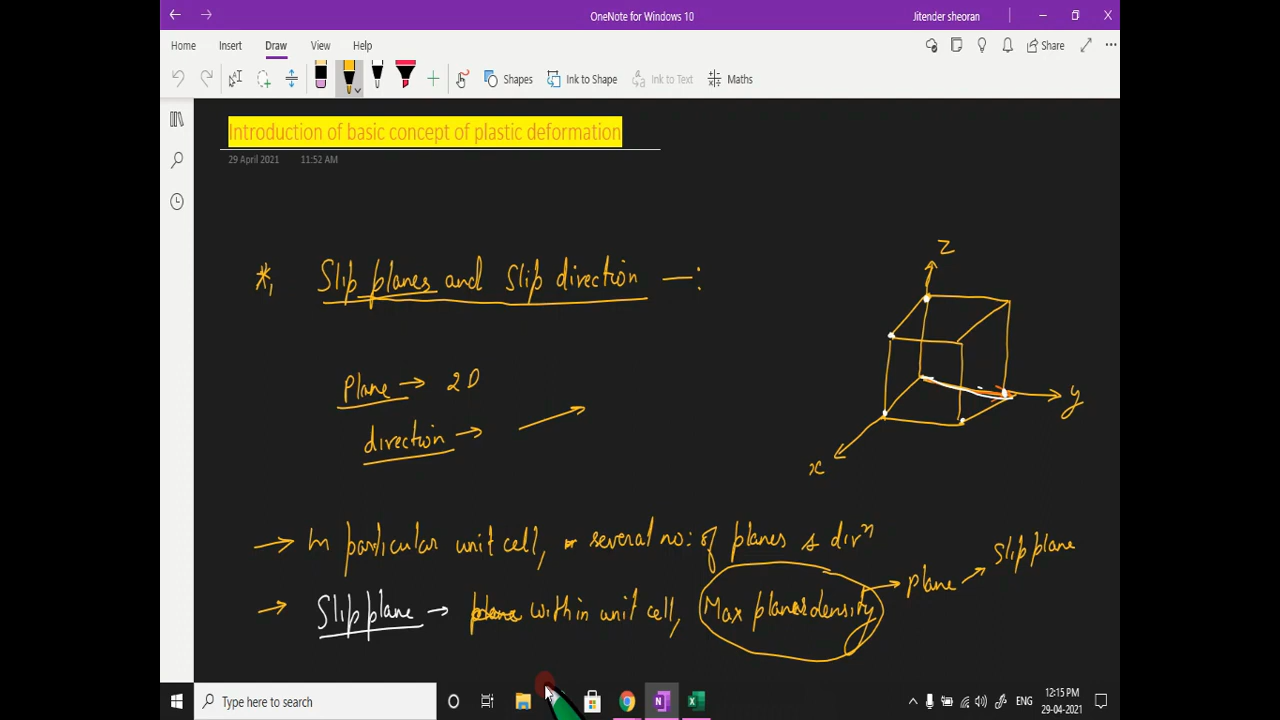 OneNote for Windows 10
Jitender sheoran
Home Insert Draw View Help
Share
Shapes
Ink to Shape
Ink to Text
Maths
Introduction of basic concept of plastic deformation
29 April 2021 11:52 AM
*, Slip planes and Slip direction —:
z
y
x
Plane → 2D
direction →
→ In particular unit cell, several no: of planes & dirⁿ
→ Slip plane → plane within unit cell, Max planar density → plane → Slip plane
Type here to search
ENG
12:15 PM
29-04-2021